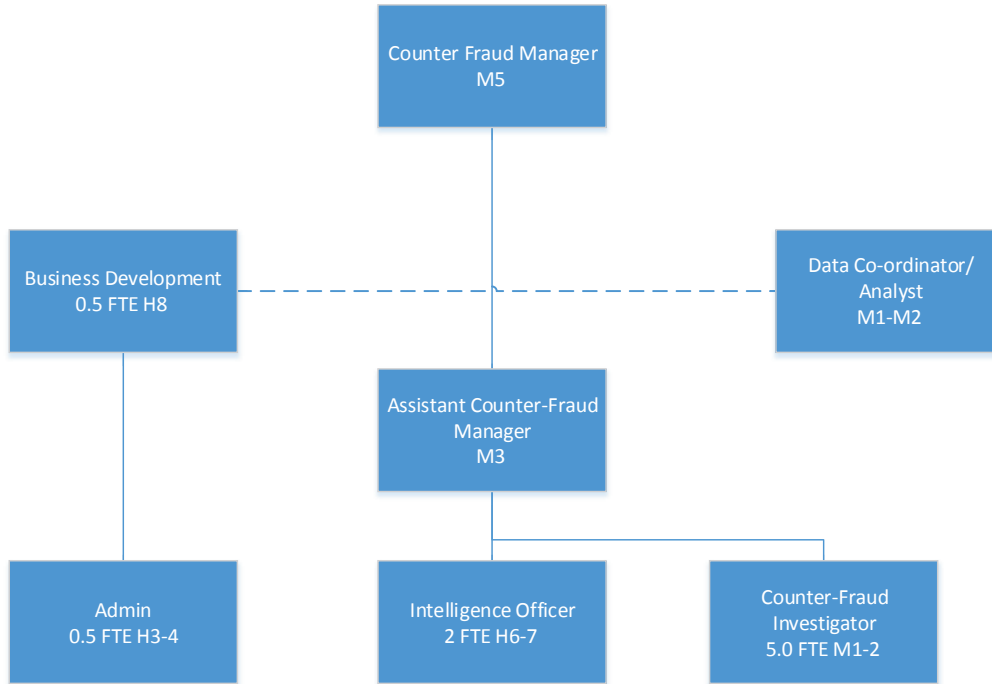 Counter Fraud Manager
M5
Business Development
0.5 FTE H8
Data Co-ordinator/
Analyst
M1-M2
Assistant Counter-Fraud
Manager
M3
Admin
0.5 FTE H3-4
Intelligence Officer
2 FTE H6-7
Counter-Fraud
Investigator
5.0 FTE M1-2